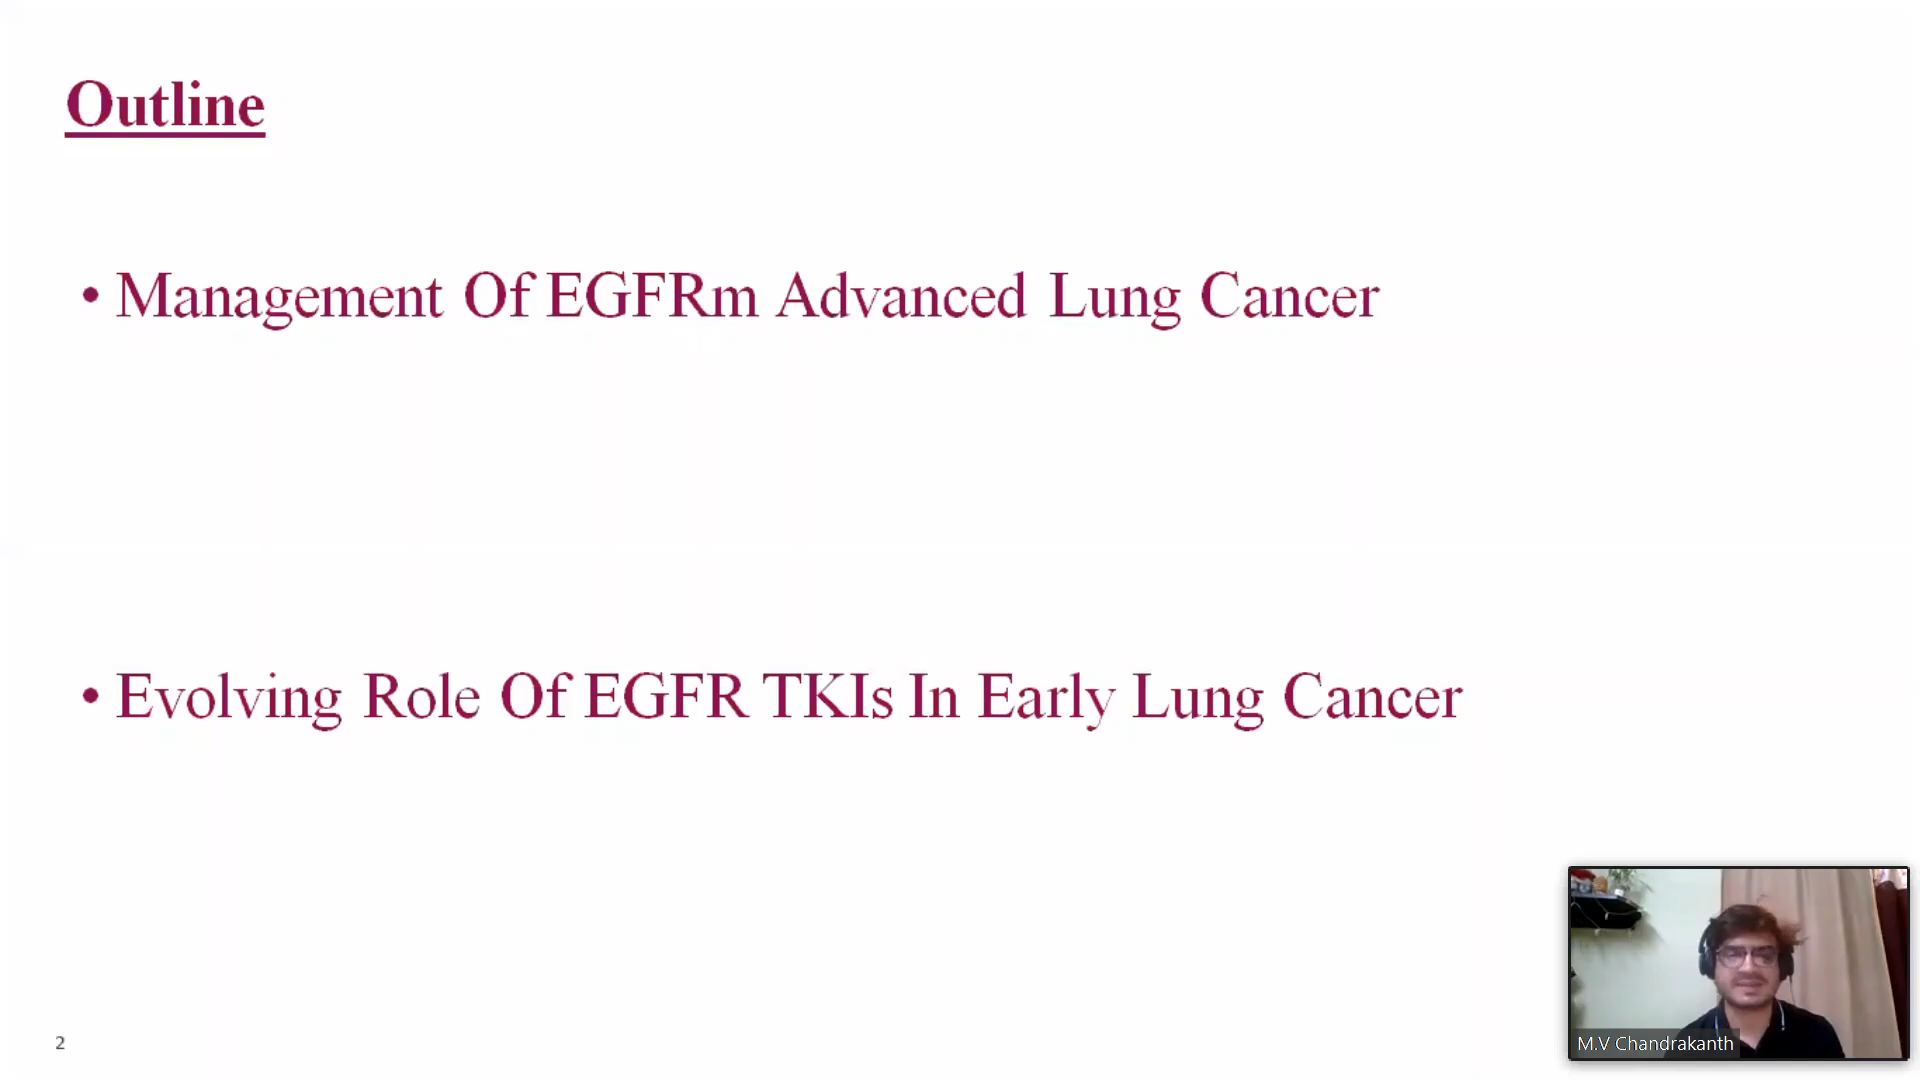 Outline
• Management Of EGFRm Advanced Lung Cancer
• Evolving Role Of EGFR TKIs In Early Lung Cancer
2
M.V Chandrakanth